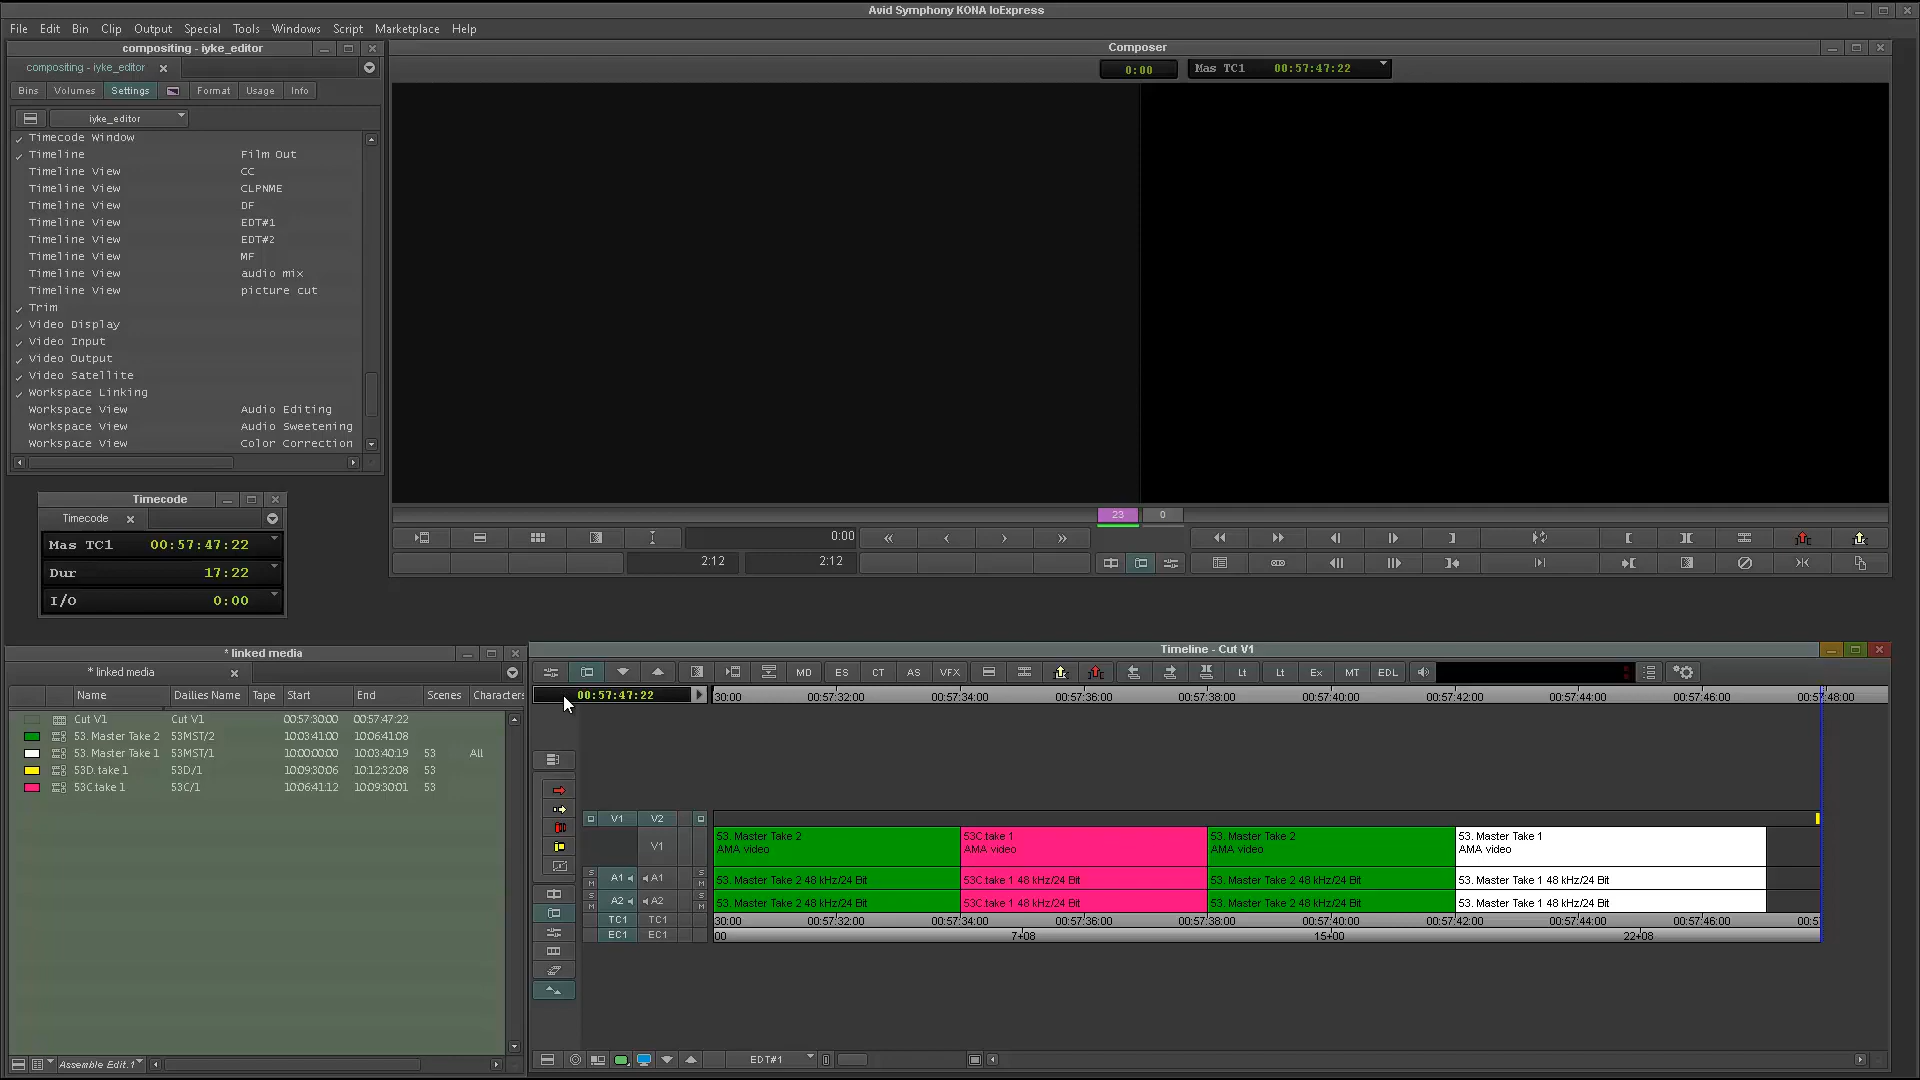 Avid Symphony KONA IoExpress
File Edit Bin Clip Output Special Tools Windows Script Marketplace Help
compositing - iyke_editor
compositing - iyke_editor
Bins Volumes Settings Format Usage Info
iyke_editor
Timecode Window
Timeline Film Out
Timeline View CC
Timeline View CLPNME
Timeline View DF
Timeline View EDT#1
Timeline View EDT#2
Timeline View MF
Timeline View audio mix
Timeline View picture cut
Trim
Video Display
Video Input
Video Output
Video Satellite
Workspace Linking
Workspace View Audio Editing
Workspace View Audio Sweetening
Workspace View Color Correction
Composer
0:00 Mas TC1 00:57:47:22
23 0
0:00
2:12 2:12
Timecode
Timecode
Mas TC1 00:57:47:22
Dur 17:22
I/O 0:00
* linked media
* linked media
Name Dailies Name Tape Start End Scenes Characters
Cut V1 Cut V1 00:57:30:00 00:57:47:22
53. Master Take 2 53MST/2 10:03:41:00 10:06:41:08
53. Master Take 1 53MST/1 10:00:00:00 10:03:40:19 53 All
53D.take 1 53D/1 10:09:30:06 10:12:32:08 53
53C.take 1 53C/1 10:06:41:12 10:09:30:01 53
Assemble Edit.1
Timeline - Cut V1
MD ES CT AS VFX Lt Lt Ex MT EDL
00:57:47:22 30:00 00:57:32:00 00:57:34:00 00:57:36:00 00:57:38:00 00:57:40:00 00:57:42:00 00:57:44:00 00:57:46:00 00:57:48:00
V1 V2
V1
53. Master Take 2 53C.take 1 53. Master Take 2 53. Master Take 1
AMA video AMA video AMA video AMA video
A1 A1 53. Master Take 2 48 kHz/24 Bit 53C.take 1 48 kHz/24 Bit 53. Master Take 2 48 kHz/24 Bit 53. Master Take 1 48 kHz/24 Bit
A2 A2 53. Master Take 2 48 kHz/24 Bit 53C.take 1 48 kHz/24 Bit 53. Master Take 2 48 kHz/24 Bit 53. Master Take 1 48 kHz/24 Bit
TC1 TC1 30:00 00:57:32:00 00:57:34:00 00:57:36:00 00:57:38:00 00:57:40:00 00:57:42:00 00:57:44:00 00:57:46:00 00:5
EC1 EC1 00 7+08 15+00 22+08
EDT#1